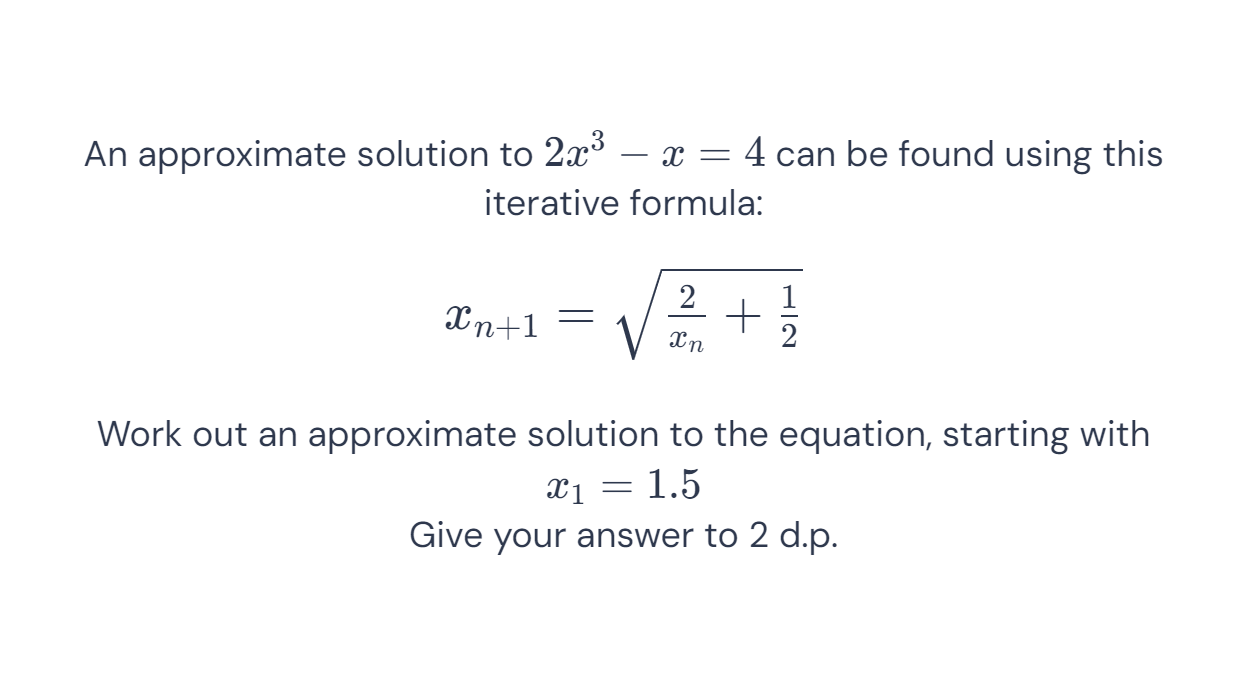 An approximate solution to $2x^3 - x = 4$ can be found using this
iterative formula:
$x_{n+1} = \sqrt{\frac{2}{x_n} + \frac{1}{2}}$
Work out an approximate solution to the equation, starting with
$x_1 = 1.5$
Give your answer to 2 d.p.